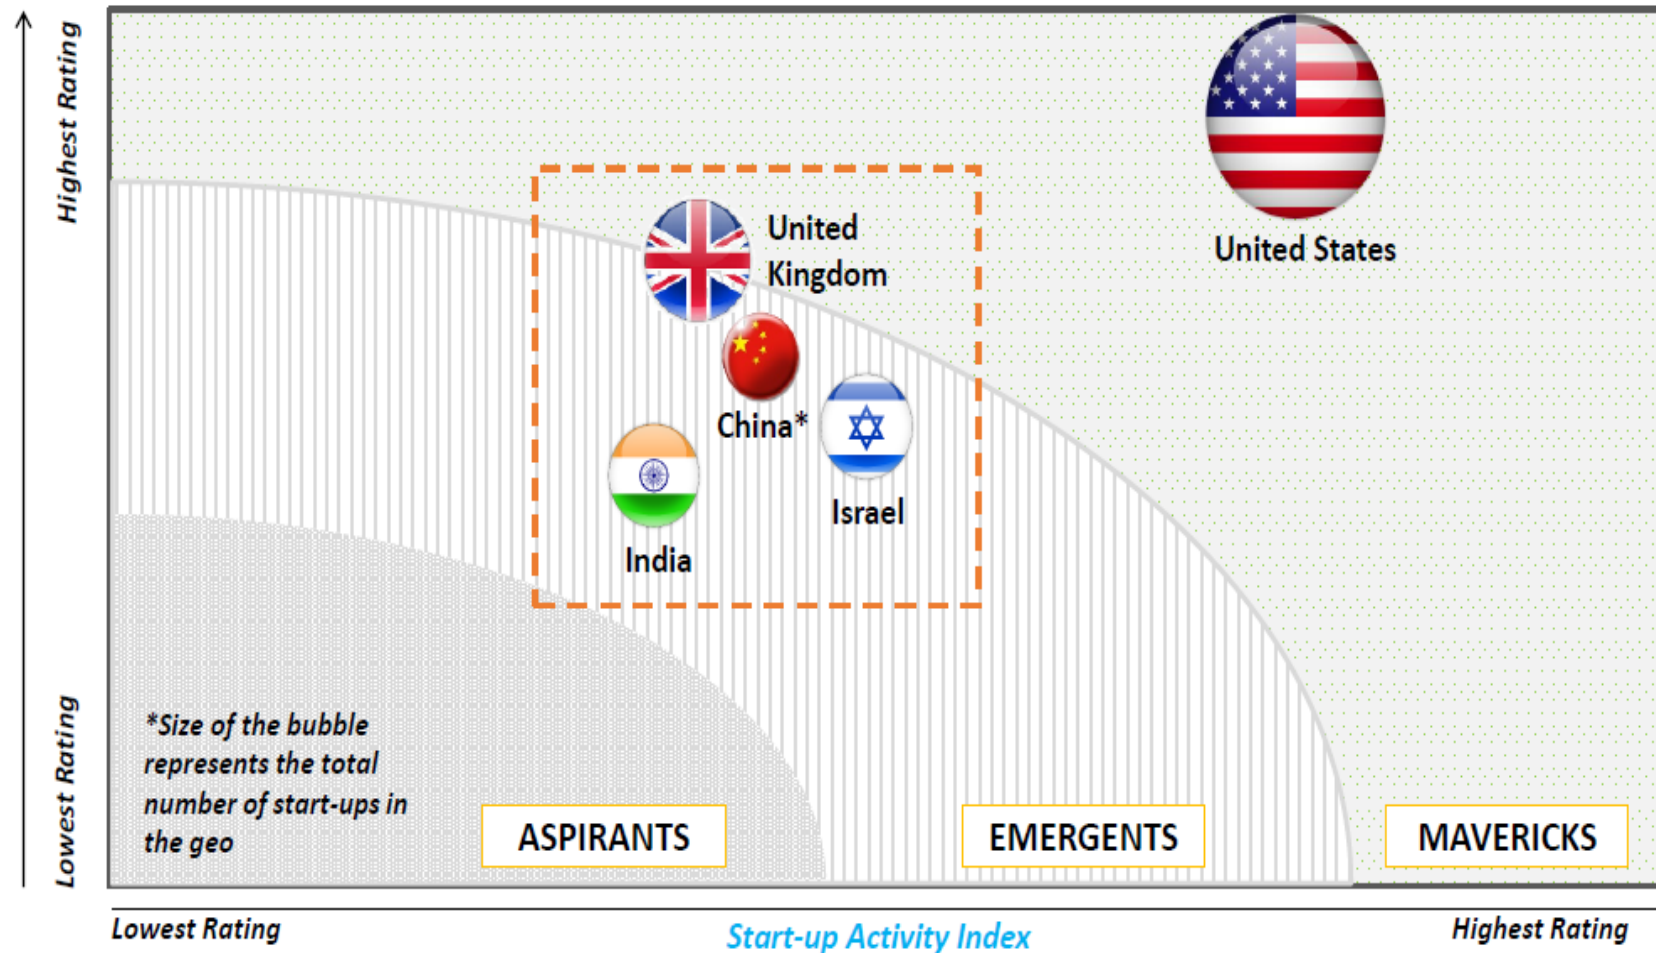 Highest Rating
United States
United
Kingdom
China*
Israel
India
Lowest Rating
*Size of the bubble
represents the total
number of start-ups in
the geo
ASPIRANTS
EMERGENTS
MAVERICKS
Lowest Rating
Start-up Activity Index
Highest Rating